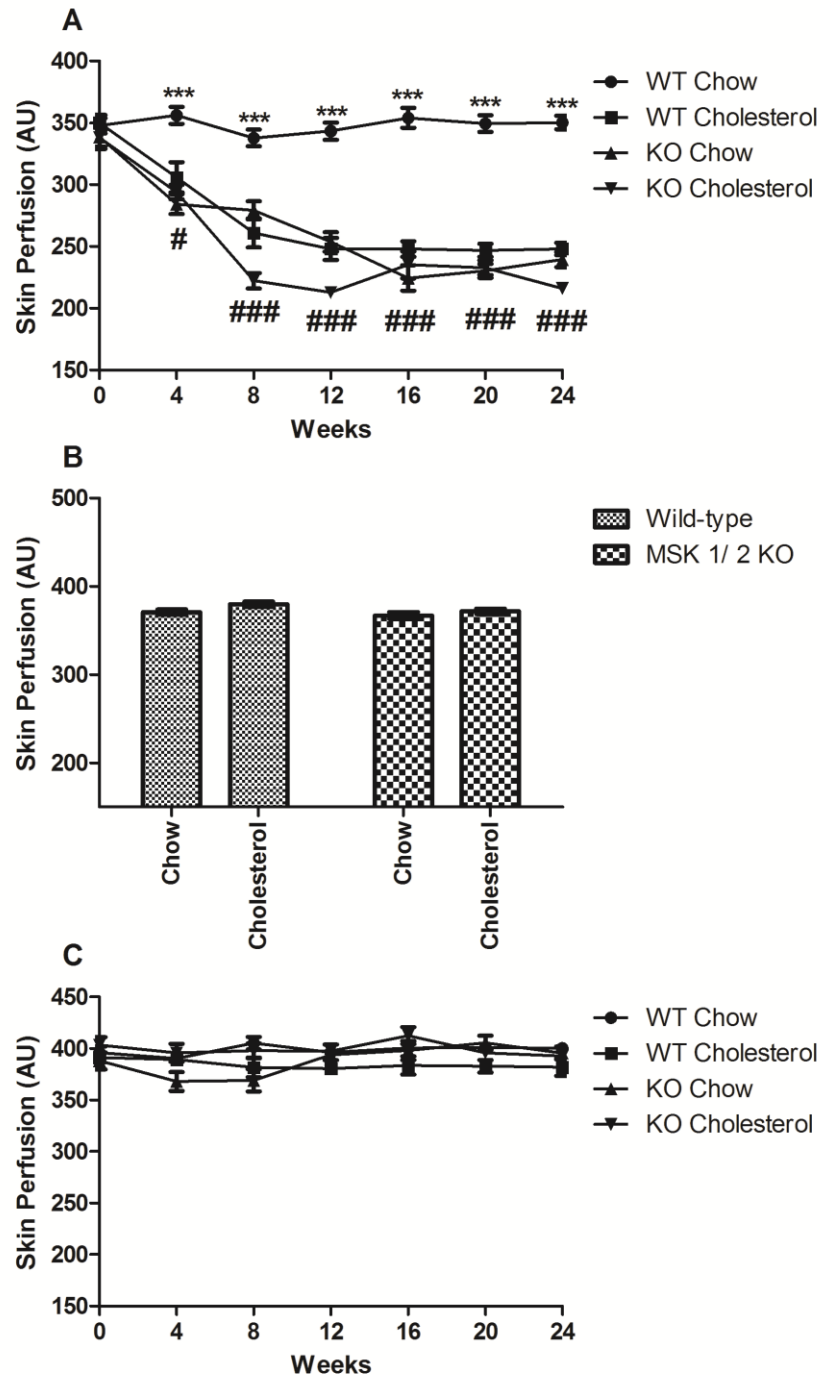 A
Skin Perfusion (AU)
400
350
300
250
200
150
*** *** *** *** *** ***
# ### ### ### ### ###
0 4 8 12 16 20 24
Weeks
WT Chow
WT Cholesterol
KO Chow
KO Cholesterol
B
Skin Perfusion (AU)
500
400
300
200
Chow
Cholesterol
Chow
Cholesterol
Wild-type
MSK 1/ 2 KO
C
Skin Perfusion (AU)
450
400
350
300
250
200
150
0 4 8 12 16 20 24
Weeks
WT Chow
WT Cholesterol
KO Chow
KO Cholesterol